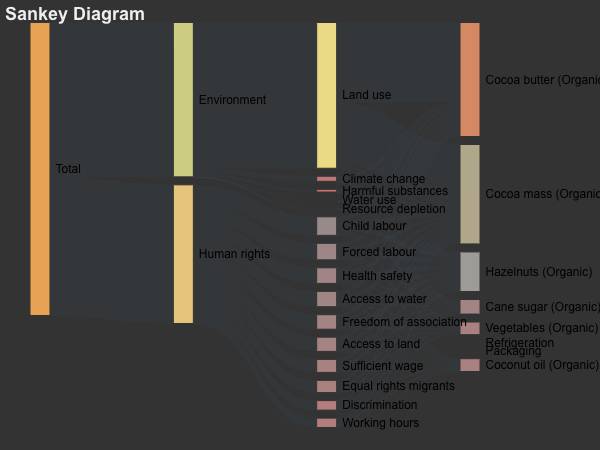 Sankey Diagram
Total
Environment
Human rights
Land use
Climate change
Harmful substances
Water use
Resource depletion
Child labour
Forced labour
Health safety
Access to water
Freedom of association
Access to land
Sufficient wage
Equal rights migrants
Discrimination
Working hours
Cocoa butter (Organic
Cocoa mass (Organic
Hazelnuts (Organic)
Cane sugar (Organic)
Vegetables (Organic)
Refrigeration
Packaging
Coconut oil (Organic)